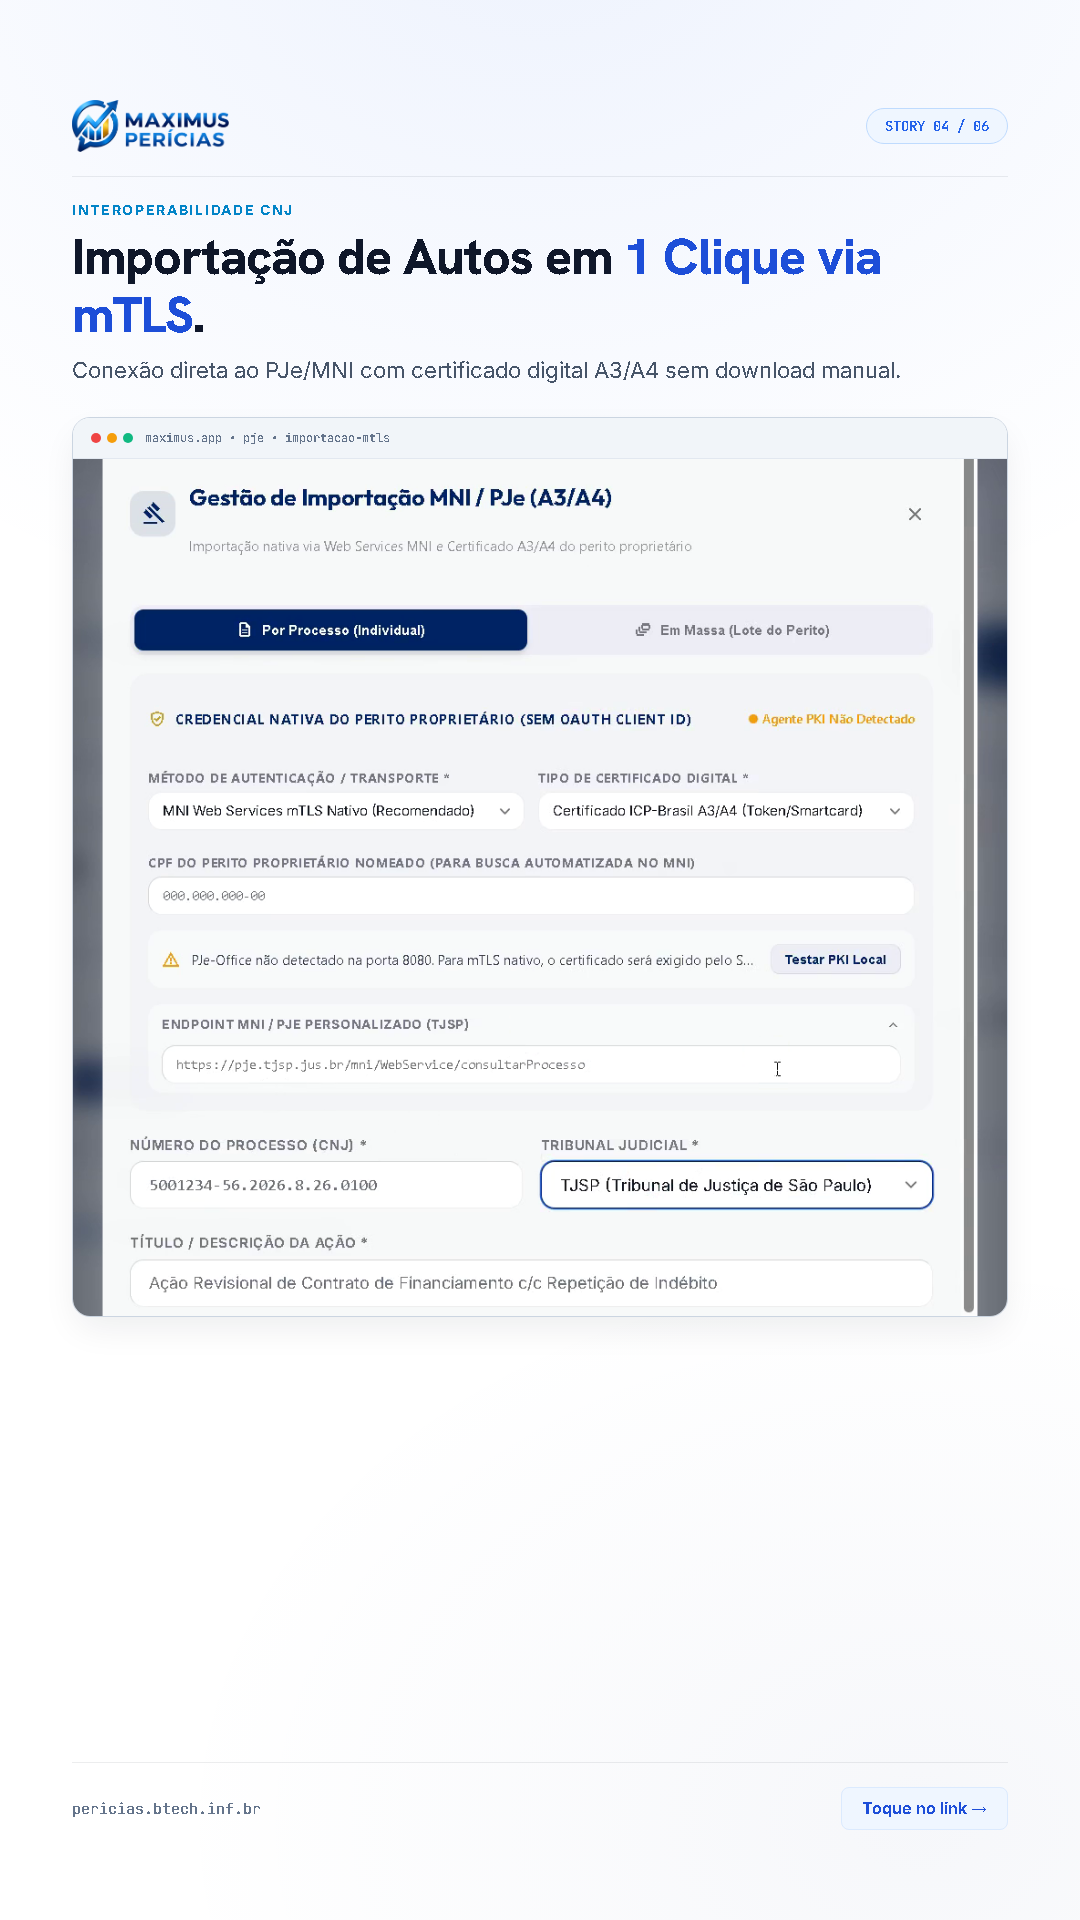 MAXIMUS
PERÍCIAS
STORY 04 / 06
INTEROPERABILIDADE CNJ
Importação de Autos em 1 Clique via
mTLS.
Conexão direta ao PJe/MNI com certificado digital A3/A4 sem download manual.
maximus.app • pje • importacao-mtls
Gestão de Importação MNI / PJe (A3/A4)
Importação nativa via Web Services MNI e Certificado A3/A4 do perito proprietário
Por Processo (Individual)
Em Massa (Lote do Perito)
CREDENCIAL NATIVA DO PERITO PROPRIETÁRIO (SEM OAUTH CLIENT ID)
Agente PKI Não Detectado
MÉTODO DE AUTENTICAÇÃO / TRANSPORTE *
TIPO DE CERTIFICADO DIGITAL *
MNI Web Services mTLS Nativo (Recomendado)
Certificado ICP-Brasil A3/A4 (Token/Smartcard)
CPF DO PERITO PROPRIETÁRIO NOMEADO (PARA BUSCA AUTOMATIZADA NO MNI)
000.000.000-00
PJe-Office não detectado na porta 8080. Para mTLS nativo, o certificado será exigido pelo S...
Testar PKI Local
ENDPOINT MNI / PJE PERSONALIZADO (TJSP)
https://pje.tjsp.jus.br/mni/WebService/consultarProcesso
NÚMERO DO PROCESSO (CNJ) *
TRIBUNAL JUDICIAL *
5001234-56.2026.8.26.0100
TJSP (Tribunal de Justiça de São Paulo)
TÍTULO / DESCRIÇÃO DA AÇÃO *
Ação Revisional de Contrato de Financiamento c/c Repetição de Indébito
pericias.btech.inf.br
Toque no link →